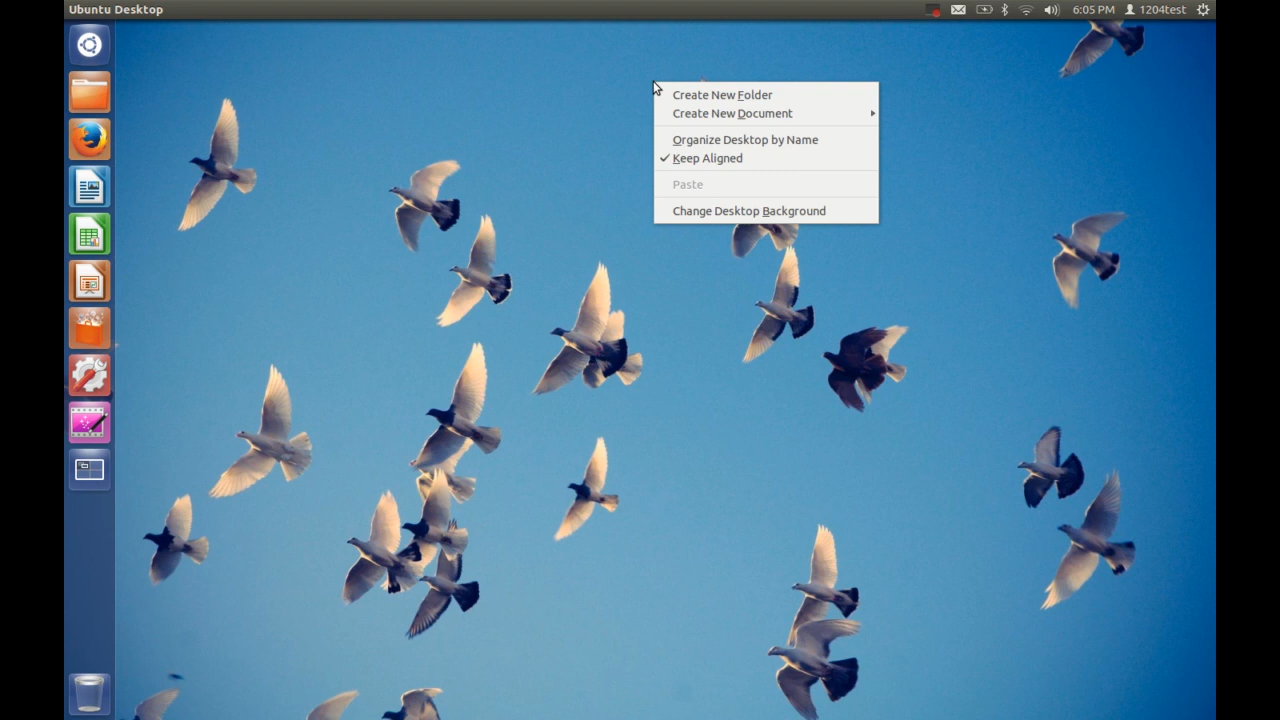 Ubuntu Desktop
6:05 PM 1204test
Create New Folder
Create New Document
Organize Desktop by Name
Keep Aligned
Paste
Change Desktop Background